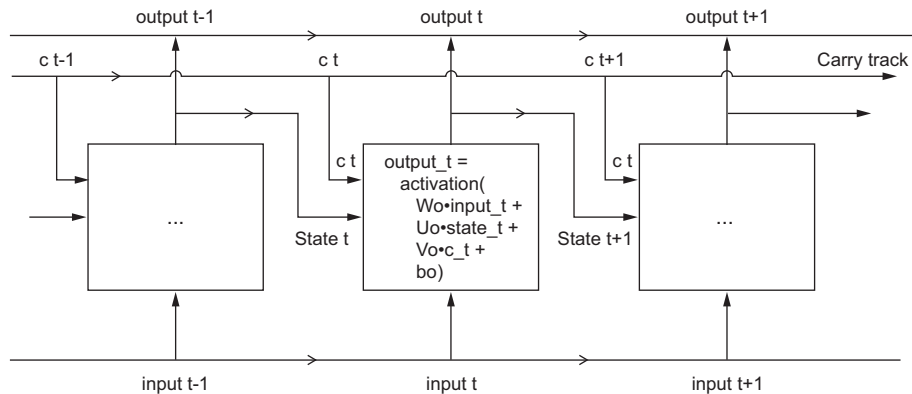 output t-1
output t
output t+1
c t-1
c t
c t+1
Carry track
c t
c t
...
output_t =
activation(
Wo•input_t +
Uo•state_t +
Vo•c_t +
bo)
...
State t
State t+1
input t-1
input t
input t+1